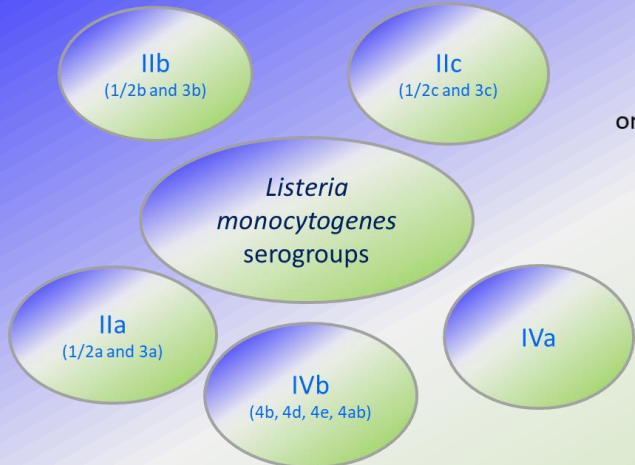 IIb
(1/2b and 3b)
IIc
(1/2c and 3c)
or
Listeria
monocytogenes
serogroups
IIa
(1/2a and 3a)
IVa
IVb
(4b, 4d, 4e, 4ab)